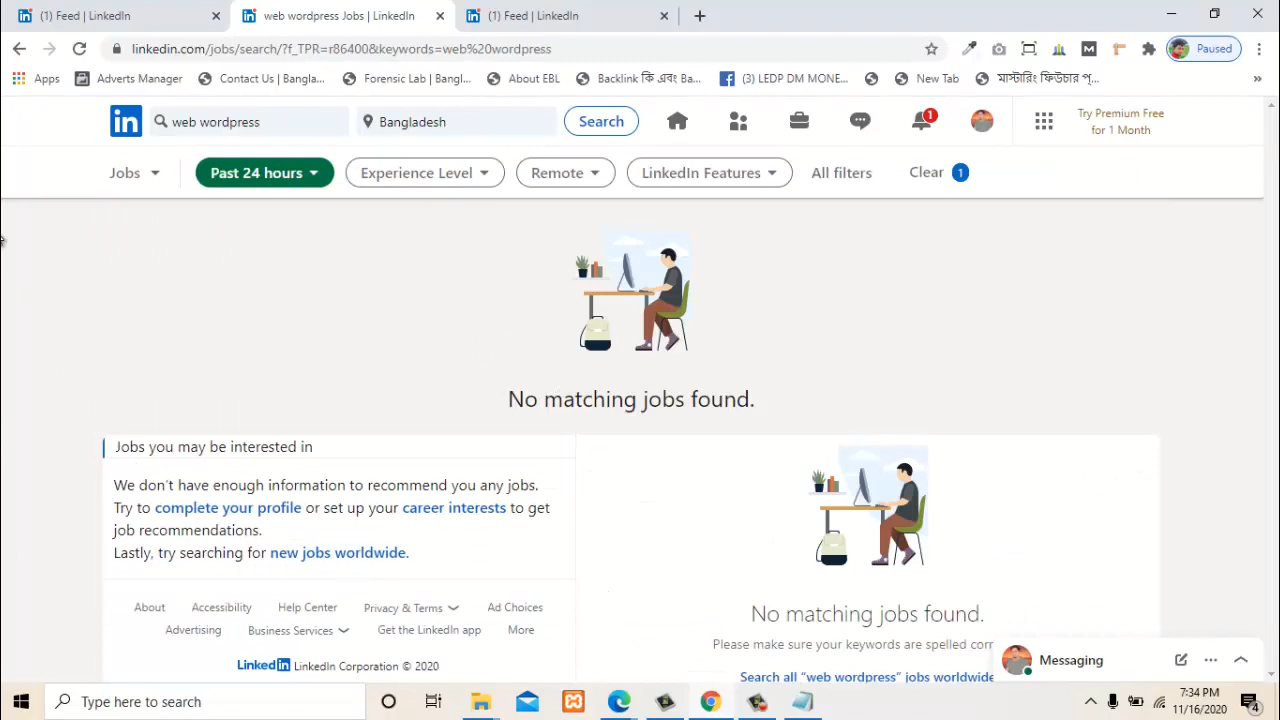 (1) Feed | LinkedIn
web wordpress Jobs | LinkedIn
(1) Feed | LinkedIn
linkedin.com/jobs/search/?f_TPR=r86400&keywords=web%20wordpress
Paused
Apps
Adverts Manager
Contact Us | Bangla...
Forensic Lab | Bangl...
About EBL
Backlink কি এবং Ba...
(3) LEDP DM MONE...
New Tab
মাস্টারিং ফিউচার প্...
»
in
web wordpress
Bangladesh
Search
1
Try Premium Free
for 1 Month
Jobs
Past 24 hours
Experience Level
Remote
LinkedIn Features
All filters
Clear 1
No matching jobs found.
Jobs you may be interested in
We don't have enough information to recommend you any jobs.
Try to complete your profile or set up your career interests to get
job recommendations.
Lastly, try searching for new jobs worldwide.
About
Accessibility
Help Center
Privacy & Terms
Ad Choices
Advertising
Business Services
Get the LinkedIn app
More
LinkedIn LinkedIn Corporation © 2020
No matching jobs found.
Please make sure your keywords are spelled corr
Search all “web wordpress” jobs worldwide
Messaging
Type here to search
7:34 PM
11/16/2020
4